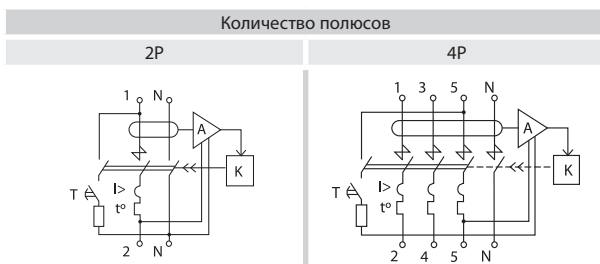 Количество полюсов
2P 4P
1 N 1 3 5 N
A A
K K
T I> T I>
t° t°
2 N 2 4 5 N